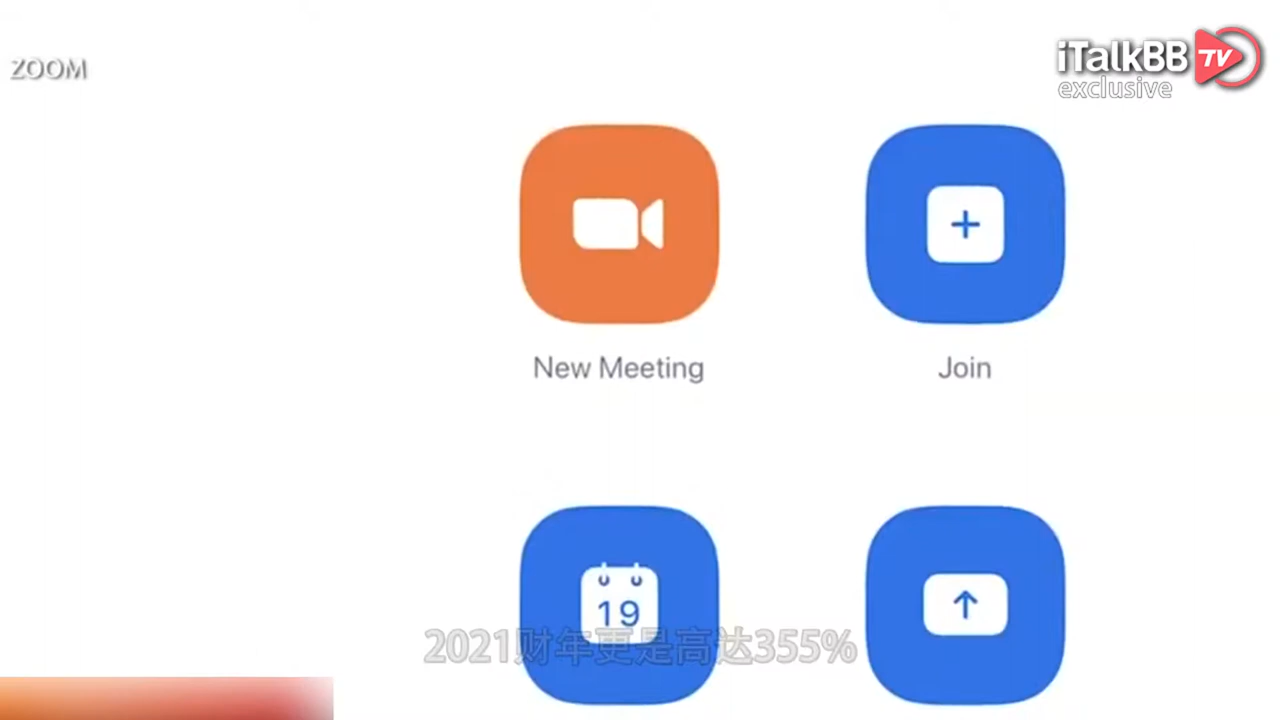 ZOOM
iTalkBB TV
exclusive
New Meeting
Join
19
2021财年更是高达355%